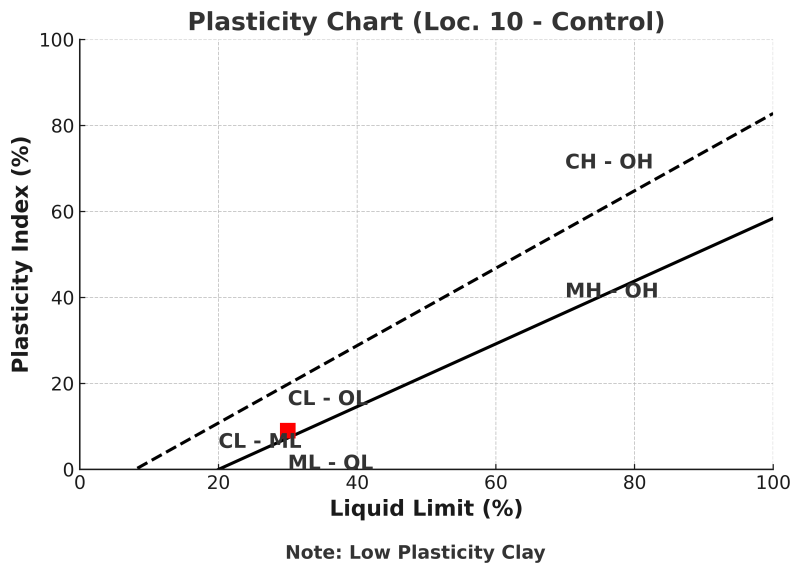 Plasticity Chart (Loc. 10 - Control)
Plasticity Index (%)
100
80
60
40
20
0
CH - OH
MH - OH
CL - OL
CL - ML
ML - OL
0 20 40 60 80 100
Liquid Limit (%)
Note: Low Plasticity Clay